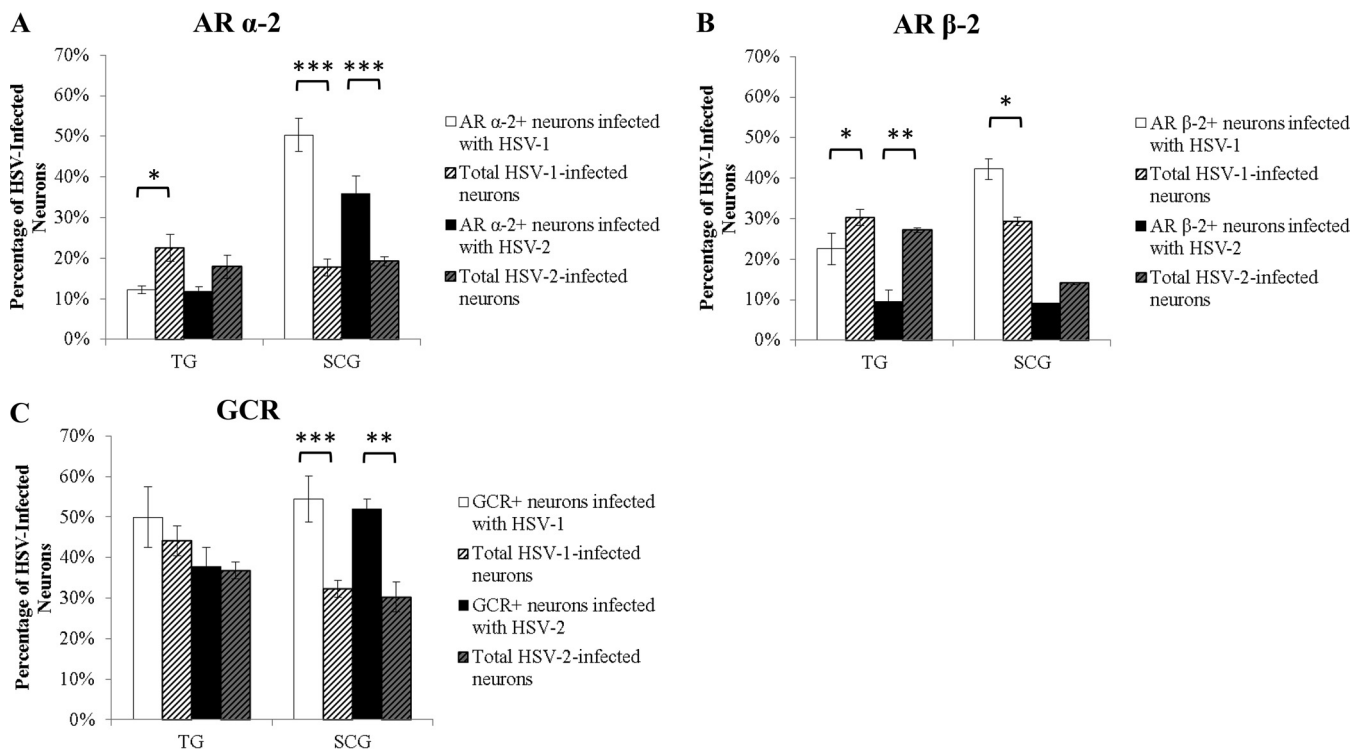 A
AR α-2
Percentage of HSV-Infected
Neurons
70%
60%
50%
40%
30%
20%
10%
0%
*
***
***
TG
SCG
AR α-2+ neurons infected
with HSV-1
Total HSV-1-infected
neurons
AR α-2+ neurons infected
with HSV-2
Total HSV-2-infected
neurons
B
AR β-2
Percentage of HSV-Infected
Neurons
70%
60%
50%
40%
30%
20%
10%
0%
*
**
*
TG
SCG
AR β-2+ neurons infected
with HSV-1
Total HSV-1-infected
neurons
AR β-2+ neurons infected
with HSV-2
Total HSV-2-infected
neurons
C
GCR
Percentage of HSV-Infected
Neurons
70%
60%
50%
40%
30%
20%
10%
0%
***
**
TG
SCG
GCR+ neurons infected
with HSV-1
Total HSV-1-infected
neurons
GCR+ neurons infected
with HSV-2
Total HSV-2-infected
neurons